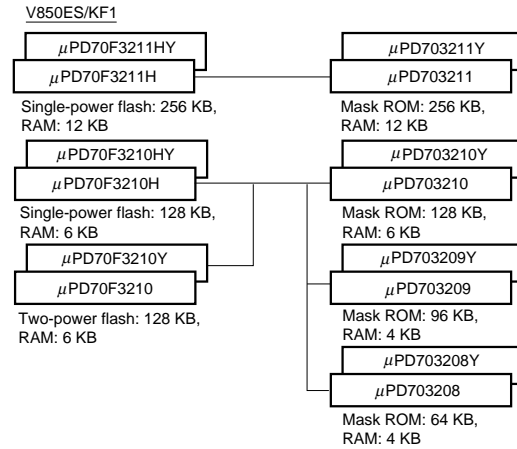 V850ES/KF1
μPD70F3211HY
μPD70F3211H
Single-power flash: 256 KB,
RAM: 12 KB
μPD703211Y
μPD703211
Mask ROM: 256 KB,
RAM: 12 KB
μPD70F3210HY
μPD70F3210H
Single-power flash: 128 KB,
RAM: 6 KB
μPD703210Y
μPD703210
Mask ROM: 128 KB,
RAM: 6 KB
μPD70F3210Y
μPD70F3210
Two-power flash: 128 KB,
RAM: 6 KB
μPD703209Y
μPD703209
Mask ROM: 96 KB,
RAM: 4 KB
μPD703208Y
μPD703208
Mask ROM: 64 KB,
RAM: 4 KB